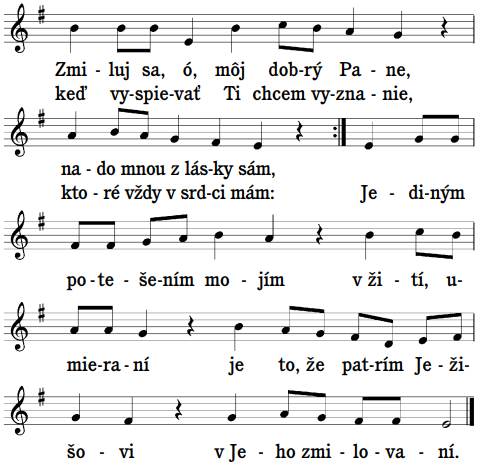 Zmi - luj sa, ó, môj dob - rý Pa - ne,
keď vy-spie-vať Ti chcem vy-zna - nie,
na - do mnou z lás-ky sám,
kto - ré vždy v srd-ci mám: Je - di-ným
po-te-še-ním mo - jím v ži - tí, u-
mie-ra-ní je to, že pat-rím Je-ži-
šo - vi v Je-ho zmi-lo-va - ní.